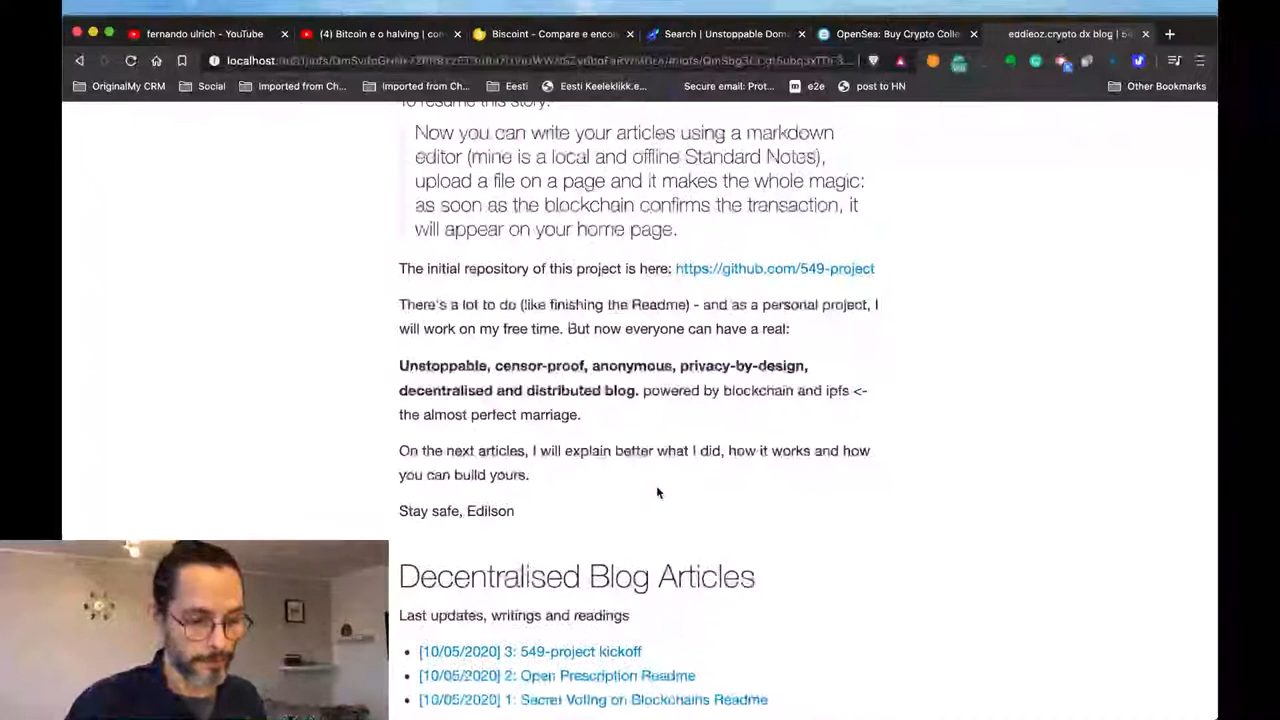 fernando ulrich - YouTube
(4) Bitcoin e o halving | con
Biscoint - Compare e encon
Search | Unstoppable Doma
OpenSea: Buy Crypto Colle
eddieoz.crypto dx blog | 5
OriginalMy CRM
Social
Imported from Ch...
Imported from Ch...
Eesti
Eesti Keeleklikk.e...
Secure email: Prot...
e2e
post to HN
Other Bookmarks
To resume this story:
Now you can write your articles using a markdown
editor (mine is a local and offline Standard Notes),
upload a file on a page and it makes the whole magic:
as soon as the blockchain confirms the transaction, it
will appear on your home page.
The initial repository of this project is here: https://github.com/549-project
There's a lot to do (like finishing the Readme) - and as a personal project, I
will work on my free time. But now everyone can have a real:
Unstoppable, censor-proof, anonymous, privacy-by-design,
decentralised and distributed blog. powered by blockchain and ipfs <-
the almost perfect marriage.
On the next articles, I will explain better what I did, how it works and how
you can build yours.
Stay safe, Edilson
Decentralised Blog Articles
Last updates, writings and readings
[10/05/2020] 3: 549-project kickoff
[10/05/2020] 2: Open Prescription Readme
[10/05/2020] 1: Secret Voting on Blockchains Readme